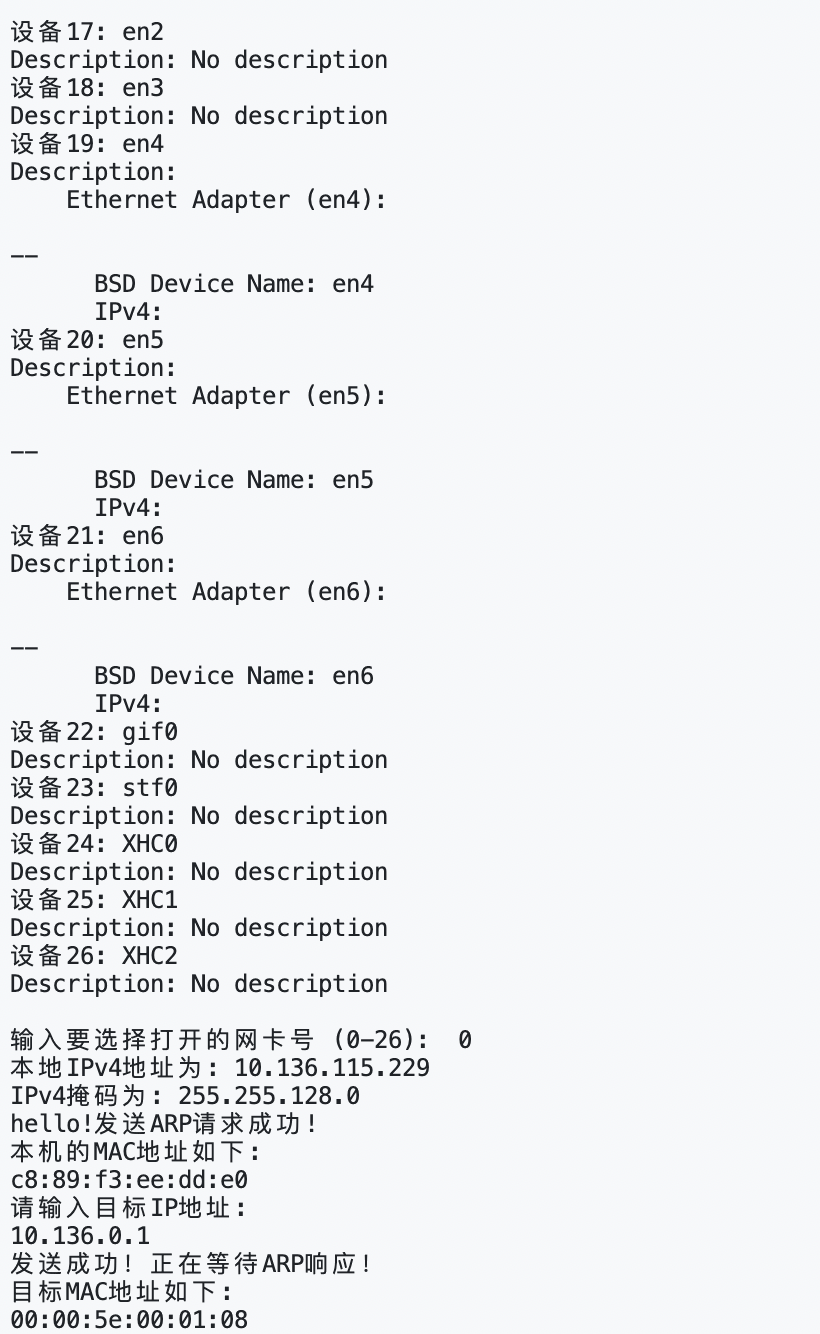 设备17: en2
Description: No description
设备18: en3
Description: No description
设备19: en4
Description:
    Ethernet Adapter (en4):

--
      BSD Device Name: en4
      IPv4:
设备20: en5
Description:
    Ethernet Adapter (en5):

--
      BSD Device Name: en5
      IPv4:
设备21: en6
Description:
    Ethernet Adapter (en6):

--
      BSD Device Name: en6
      IPv4:
设备22: gif0
Description: No description
设备23: stf0
Description: No description
设备24: XHC0
Description: No description
设备25: XHC1
Description: No description
设备26: XHC2
Description: No description

输入要选择打开的网卡号 (0-26):  0
本地IPv4地址为: 10.136.115.229
IPv4掩码为: 255.255.128.0
hello!发送ARP请求成功!
本机的MAC地址如下:
c8:89:f3:ee:dd:e0
请输入目标IP地址:
10.136.0.1
发送成功! 正在等待ARP响应!
目标MAC地址如下:
00:00:5e:00:01:08